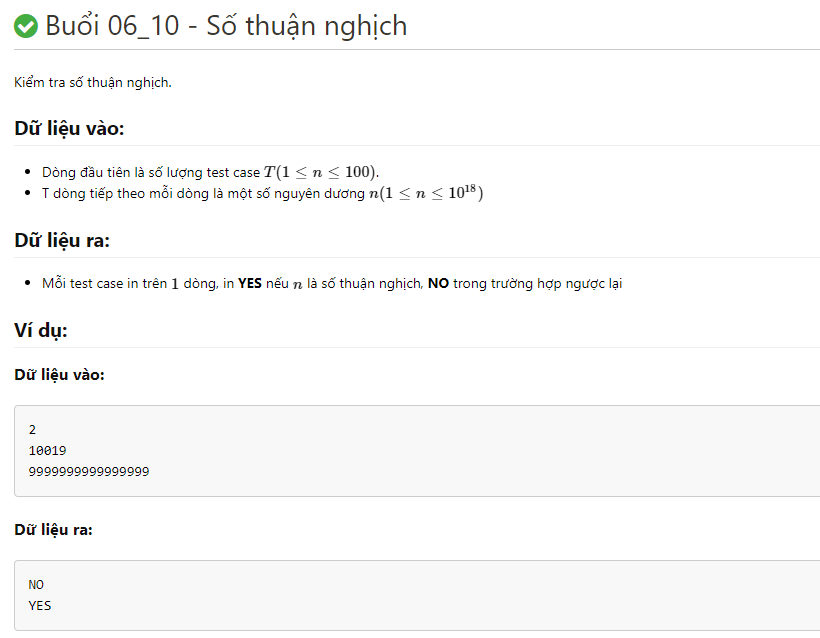 Buổi 06_10 - Số thuận nghịch
Kiểm tra số thuận nghịch.
Dữ liệu vào:
• Dòng đầu tiên là số lượng test case T(1 ≤ n ≤ 100).
• T dòng tiếp theo mỗi dòng là một số nguyên dương n(1 ≤ n ≤ 10^18)
Dữ liệu ra:
• Mỗi test case in trên 1 dòng, in YES nếu n là số thuận nghịch, NO trong trường hợp ngược lại
Ví dụ:
Dữ liệu vào:
2
10019
9999999999999999
Dữ liệu ra:
NO
YES